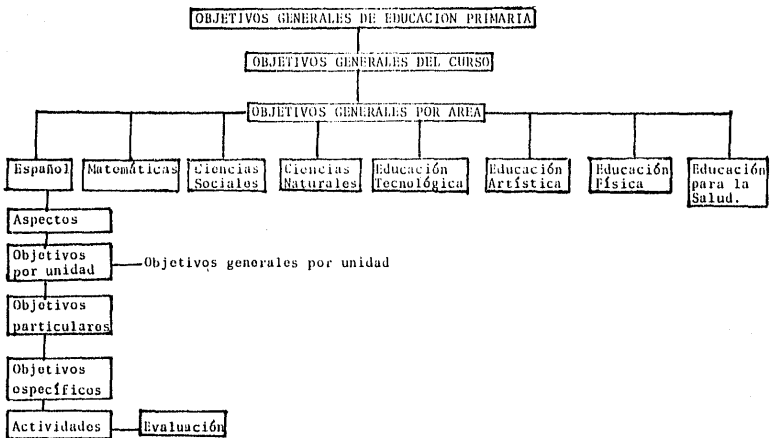 OBJETIVOS GENERALES DE EDUCACION PRIMARIA
OBJETIVOS GENERALES DEL CURSO
OBJETIVOS GENERALES POR AREA
Español
Matemáticas
Ciencias
Sociales
Ciencias
Naturales
Educación
Tecnológica
Educación
Artística
Educación
Física
Educación
para la
Salud.
Aspectos
Objetivos
por unidad
Objetivos generales por unidad
Objetivos
particulares
Objetivos
específicos
Actividades
Evaluación